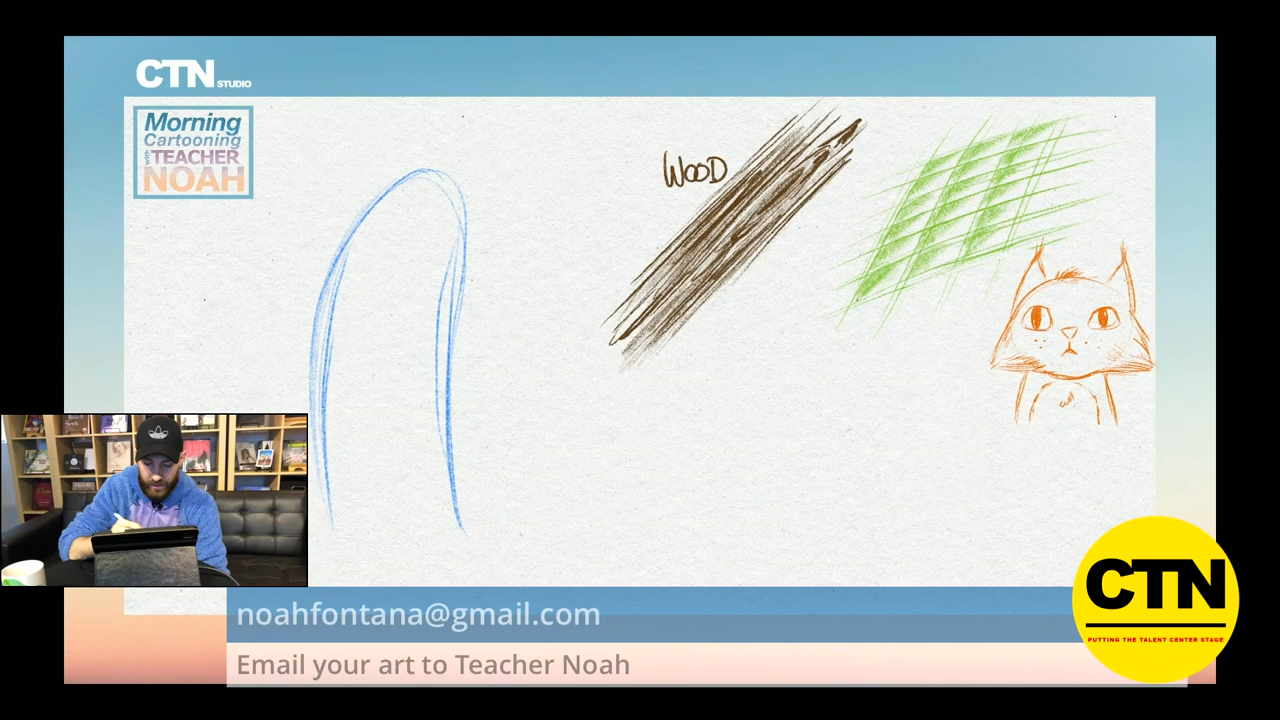 CTN STUDIO
Morning
Cartooning
with TEACHER
NOAH
WOOD
noahfontana@gmail.com
Email your art to Teacher Noah
CTN
PUTTING THE TALENT CENTER STAGE